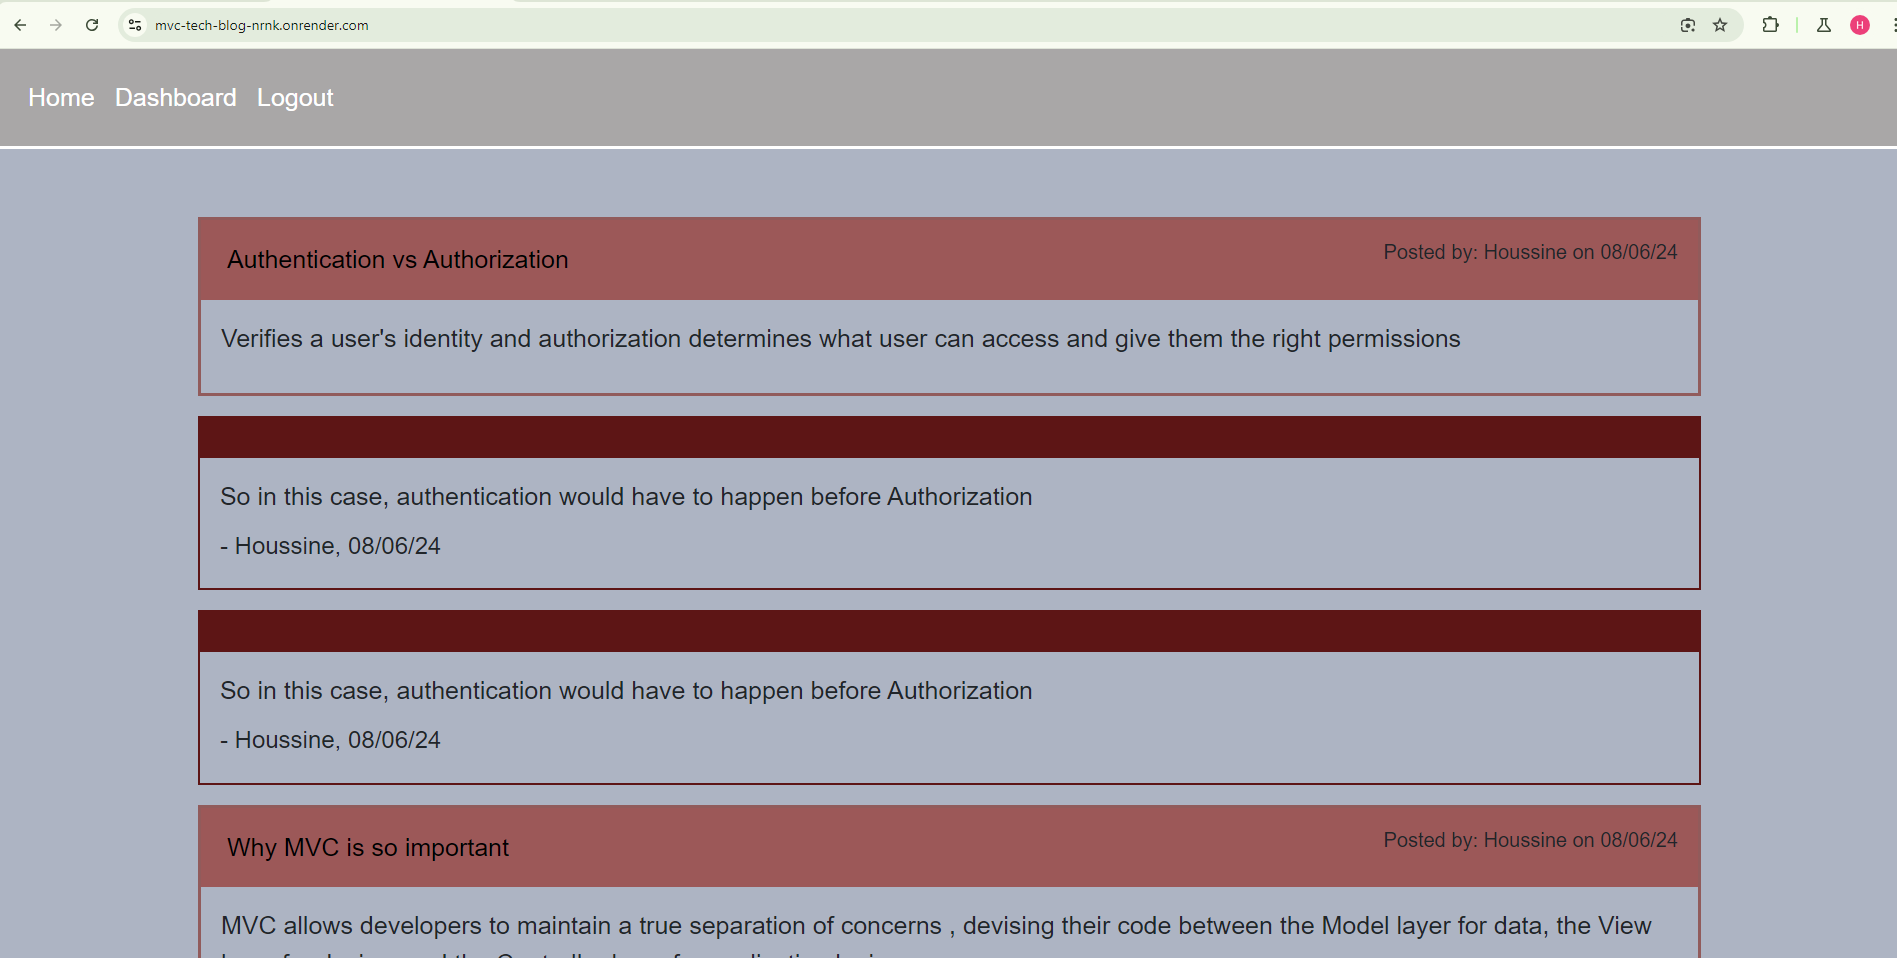 mvc-tech-blog-nrnk.onrender.com
H
Home Dashboard Logout
Authentication vs Authorization
Posted by: Houssine on 08/06/24
Verifies a user's identity and authorization determines what user can access and give them the right permissions
So in this case, authentication would have to happen before Authorization
- Houssine, 08/06/24
So in this case, authentication would have to happen before Authorization
- Houssine, 08/06/24
Why MVC is so important
Posted by: Houssine on 08/06/24
MVC allows developers to maintain a true separation of concerns , devising their code between the Model layer for data, the View